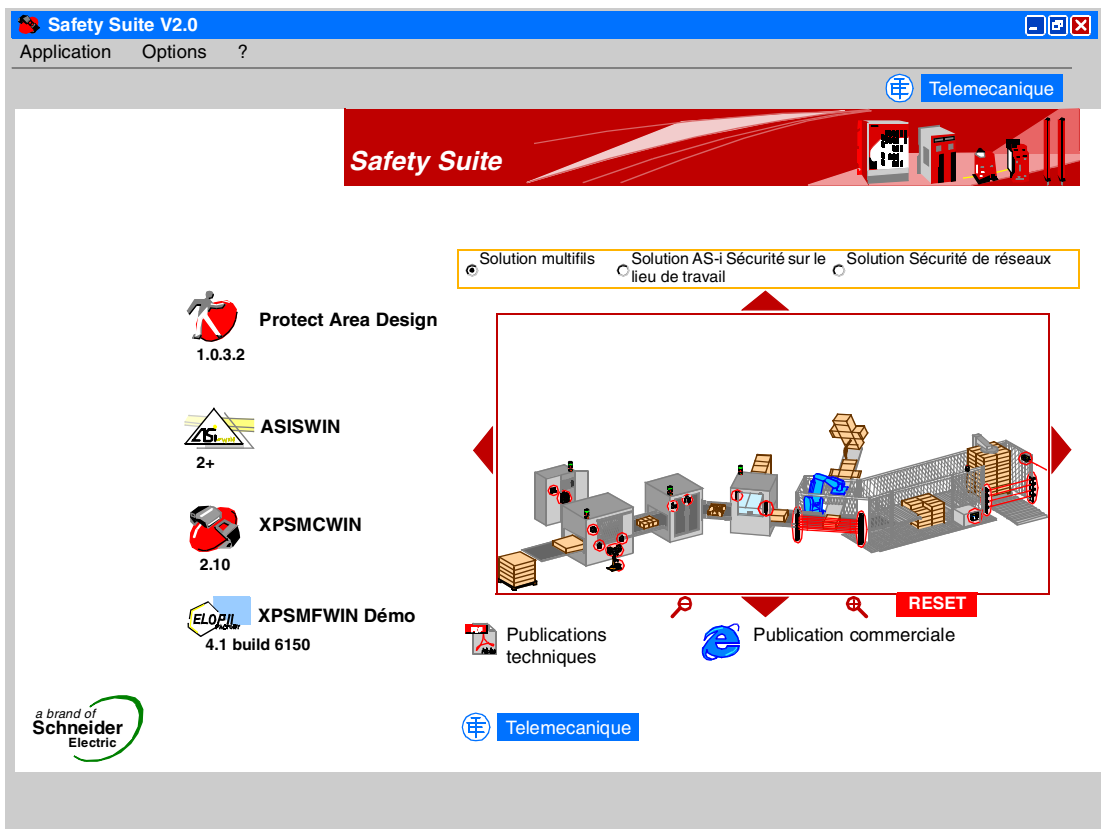 Safety Suite V2.0
Application Options ?
Telemecanique
Safety Suite
Solution multifils
Solution AS-i Sécurité sur le
lieu de travail
Solution Sécurité de réseaux
Protect Area Design
1.0.3.2
ASISWIN
2+
XPSMCWIN
2.10
XPSMFWIN Démo
4.1 build 6150
RESET
Publications
techniques
Publication commerciale
a brand of
Schneider
Electric
Telemecanique